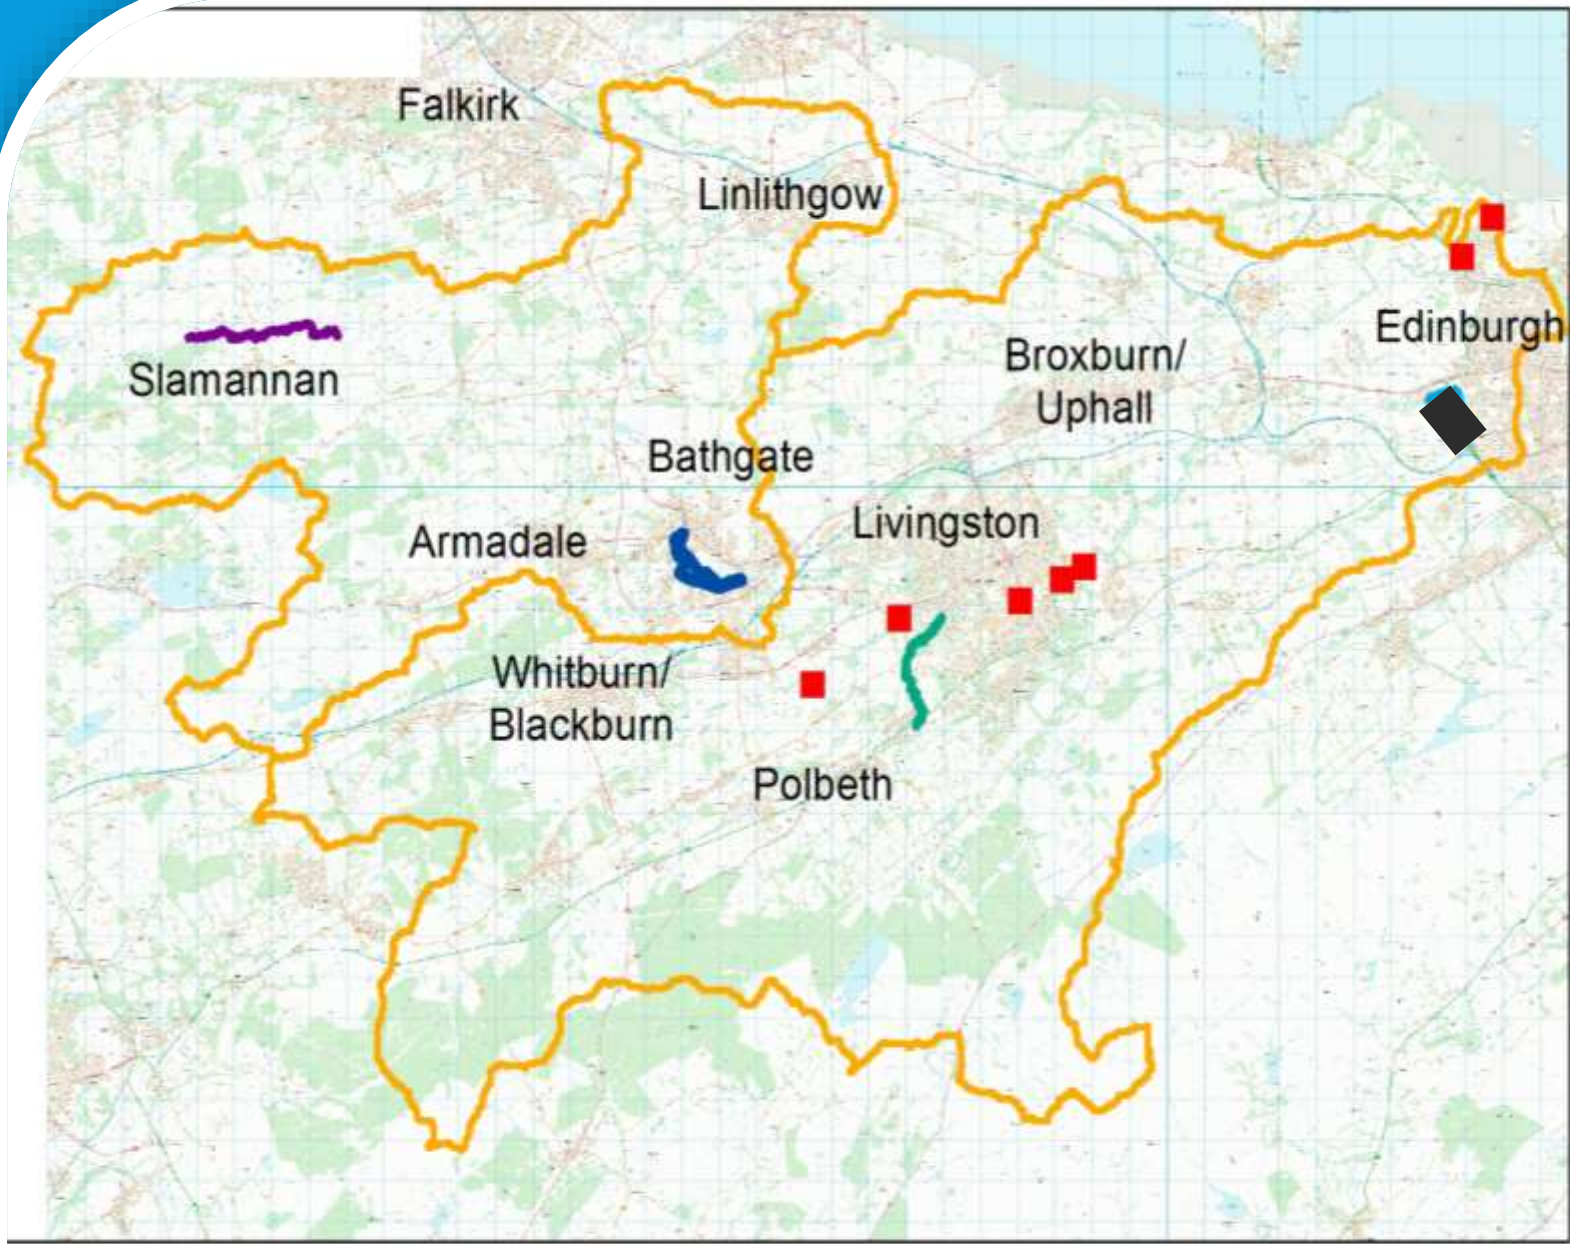 Falkirk
Linlithgow
Edinburgh
Broxburn/
Uphall
Slamannan
Bathgate
Livingston
Armadale
Whitburn/
Blackburn
Polbeth